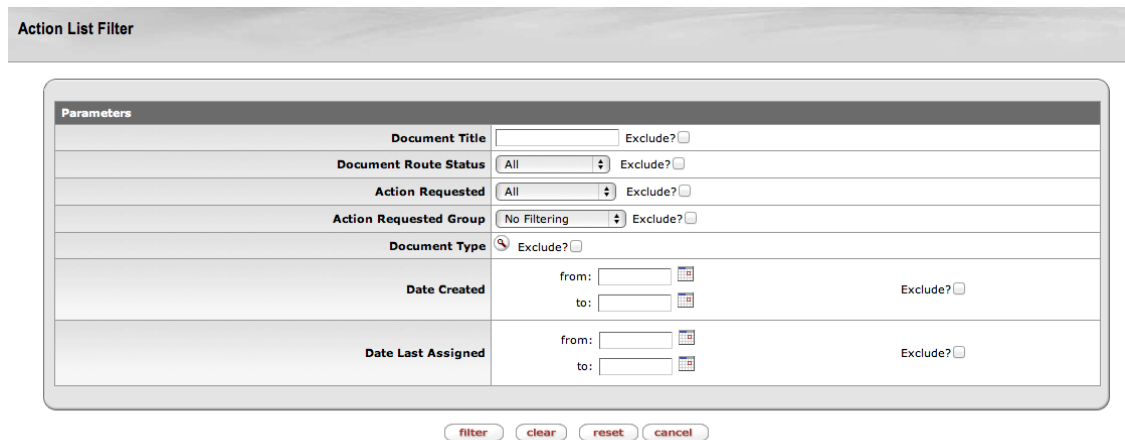 Action List Filter
Parameters
Document Title Exclude?
Document Route Status All Exclude?
Action Requested All Exclude?
Action Requested Group No Filtering Exclude?
Document Type Exclude?
Date Created from: Exclude?
to:
Date Last Assigned from: Exclude?
to:
filter clear reset cancel